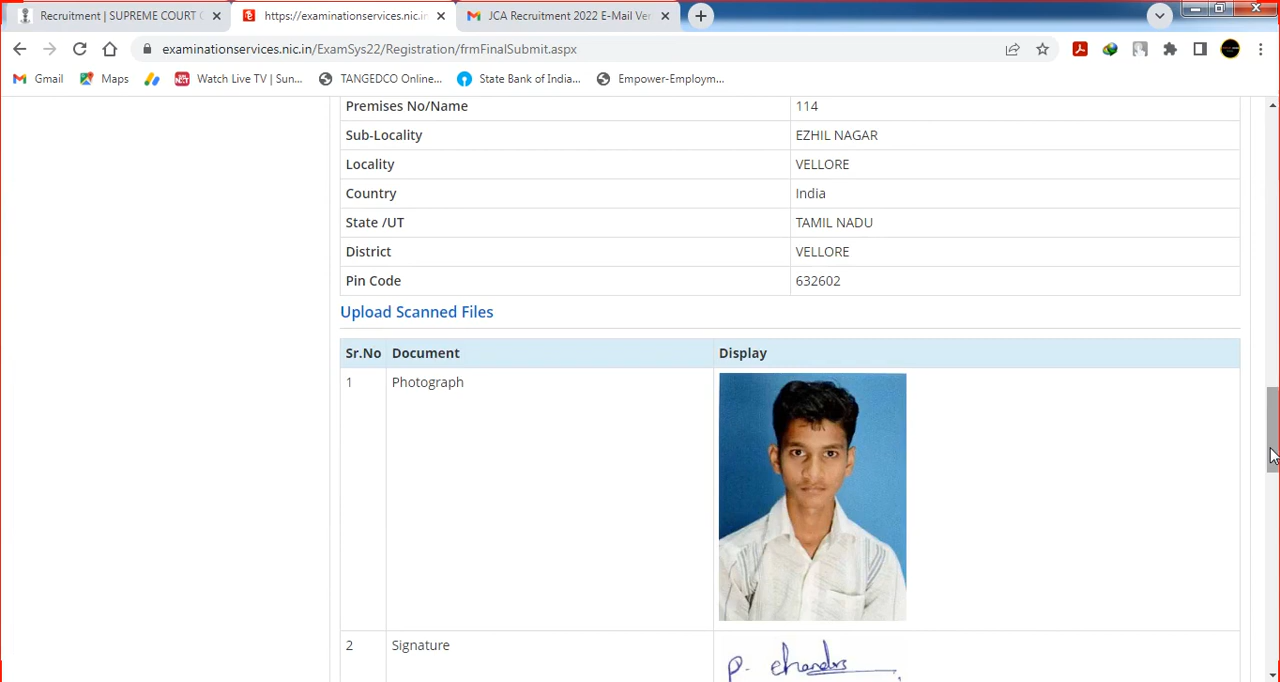 Recruitment | SUPREME COURT
https://examinationservices.nic.in
JCA Recruitment 2022 E-Mail Ver
examinationservices.nic.in/ExamSys22/Registration/frmFinalSubmit.aspx
Gmail Maps Watch Live TV | Sun... TANGEDCO Online... State Bank of India... Empower-Employm...
Premises No/Name 114
Sub-Locality EZHIL NAGAR
Locality VELLORE
Country India
State /UT TAMIL NADU
District VELLORE
Pin Code 632602
Upload Scanned Files
Sr.No Document Display
1 Photograph
2 Signature
P. Chandru